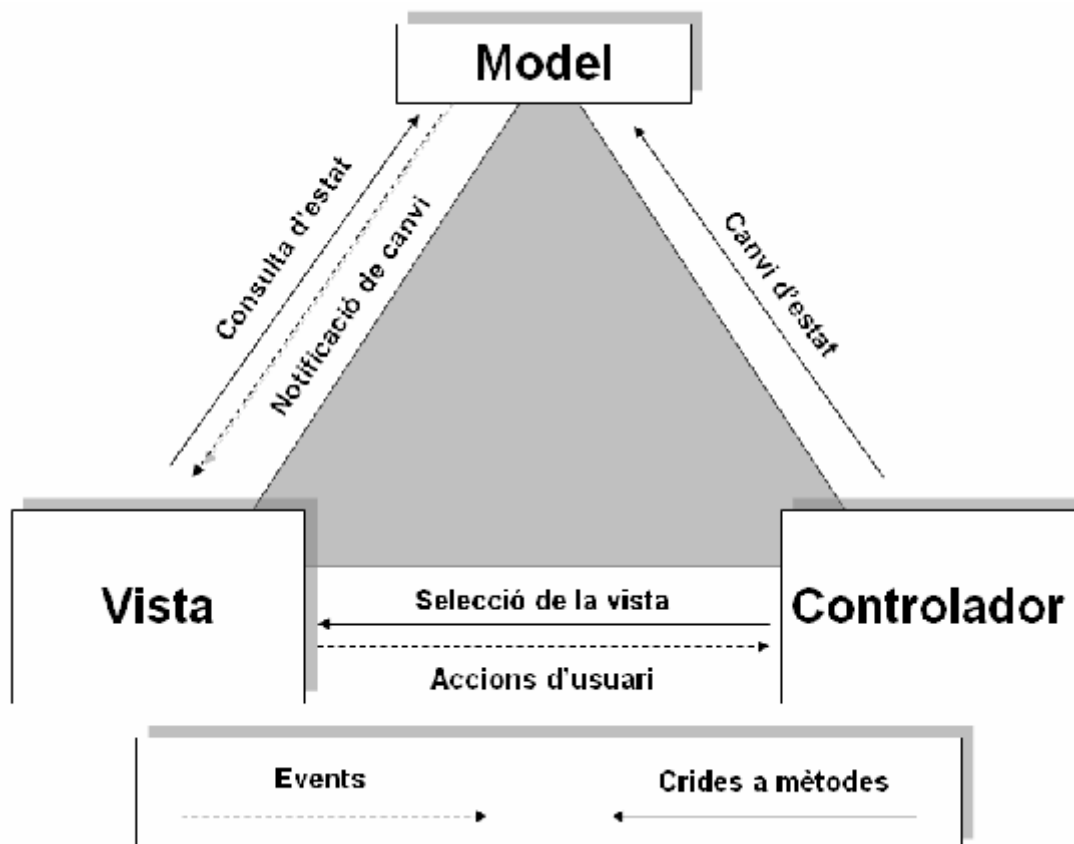 Model
Consulta d'estat
Notificació de canvi
Canvi d'estat
Vista
Selecció de la vista
Accions d'usuari
Controlador
Events
Crides a mètodes